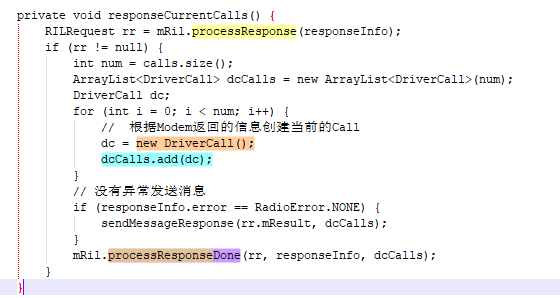 private void responseCurrentCalls() {
    RILRequest rr = mRil.processResponse(responseInfo);
    if (rr != null) {
        int num = calls.size();
        ArrayList<DriverCall> dcCalls = new ArrayList<DriverCall>(num);
        DriverCall dc;
        for (int i = 0; i < num; i++) {
            //  根据Modem返回的信息创建当前的Call
            dc = new DriverCall();
            dcCalls.add(dc);
        }
        // 没有异常发送消息
        if (responseInfo.error == RadioError.NONE) {
            sendMessageResponse(rr.mResult, dcCalls);
        }
        mRil.processResponseDone(rr, responseInfo, dcCalls);
    }
}